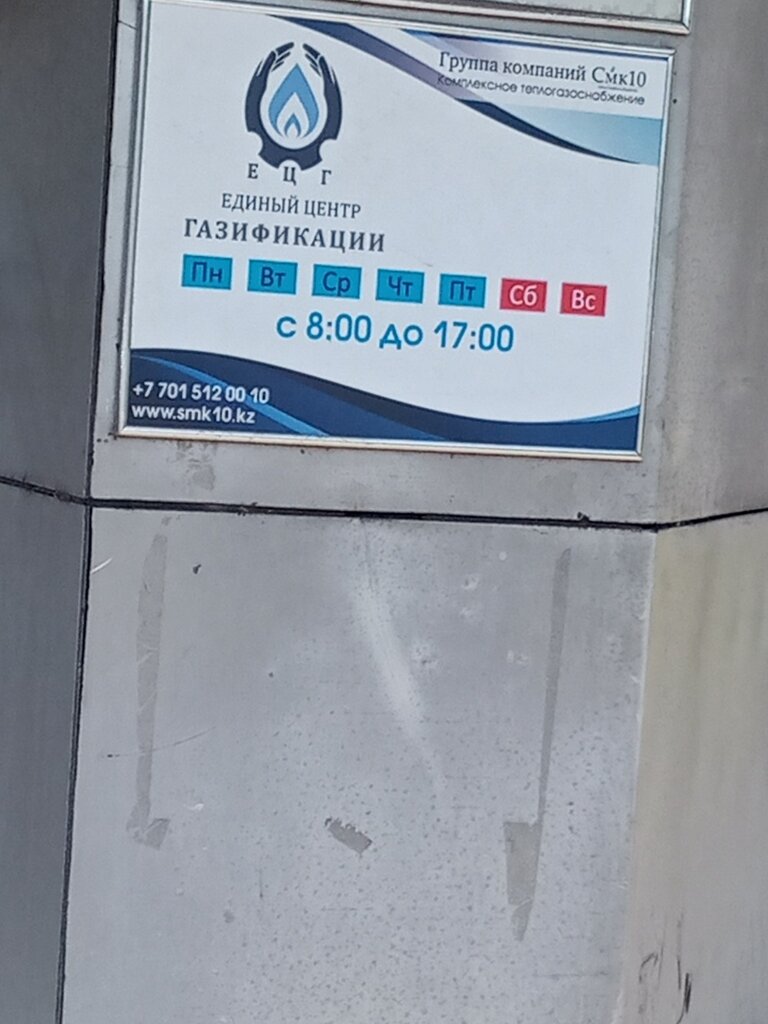 Группа компаний Смк10
Комплексное теплогазоснабжение
Е Ц Г
ЕДИНЫЙ ЦЕНТР
ГАЗИФИКАЦИИ
Пн Вт Ср Чт Пт Сб Вс
с 8:00 до 17:00
+7 701 512 00 10
www.smk10.kz